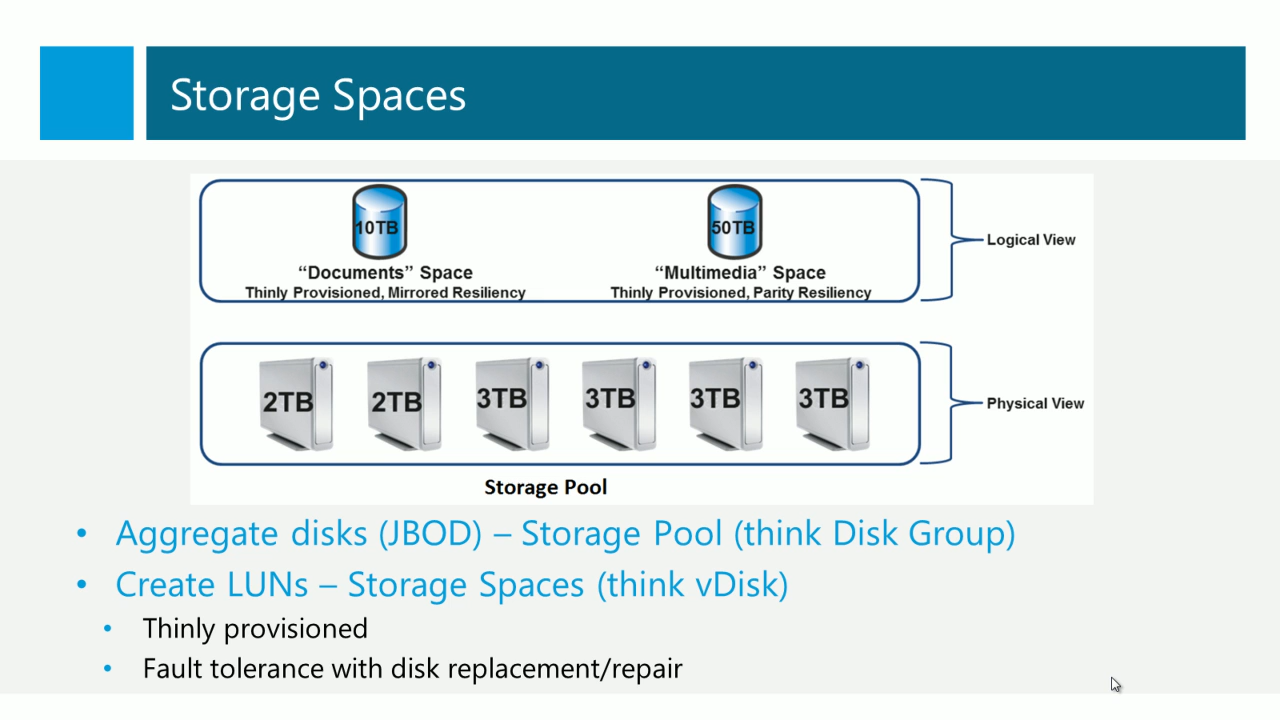 Storage Spaces
10TB
50TB
“Documents” Space
“Multimedia” Space
Thinly Provisioned, Mirrored Resiliency
Thinly Provisioned, Parity Resiliency
Logical View
2TB
2TB
3TB
3TB
3TB
3TB
Physical View
Storage Pool
• Aggregate disks (JBOD) – Storage Pool (think Disk Group)
• Create LUNs – Storage Spaces (think vDisk)
• Thinly provisioned
• Fault tolerance with disk replacement/repair